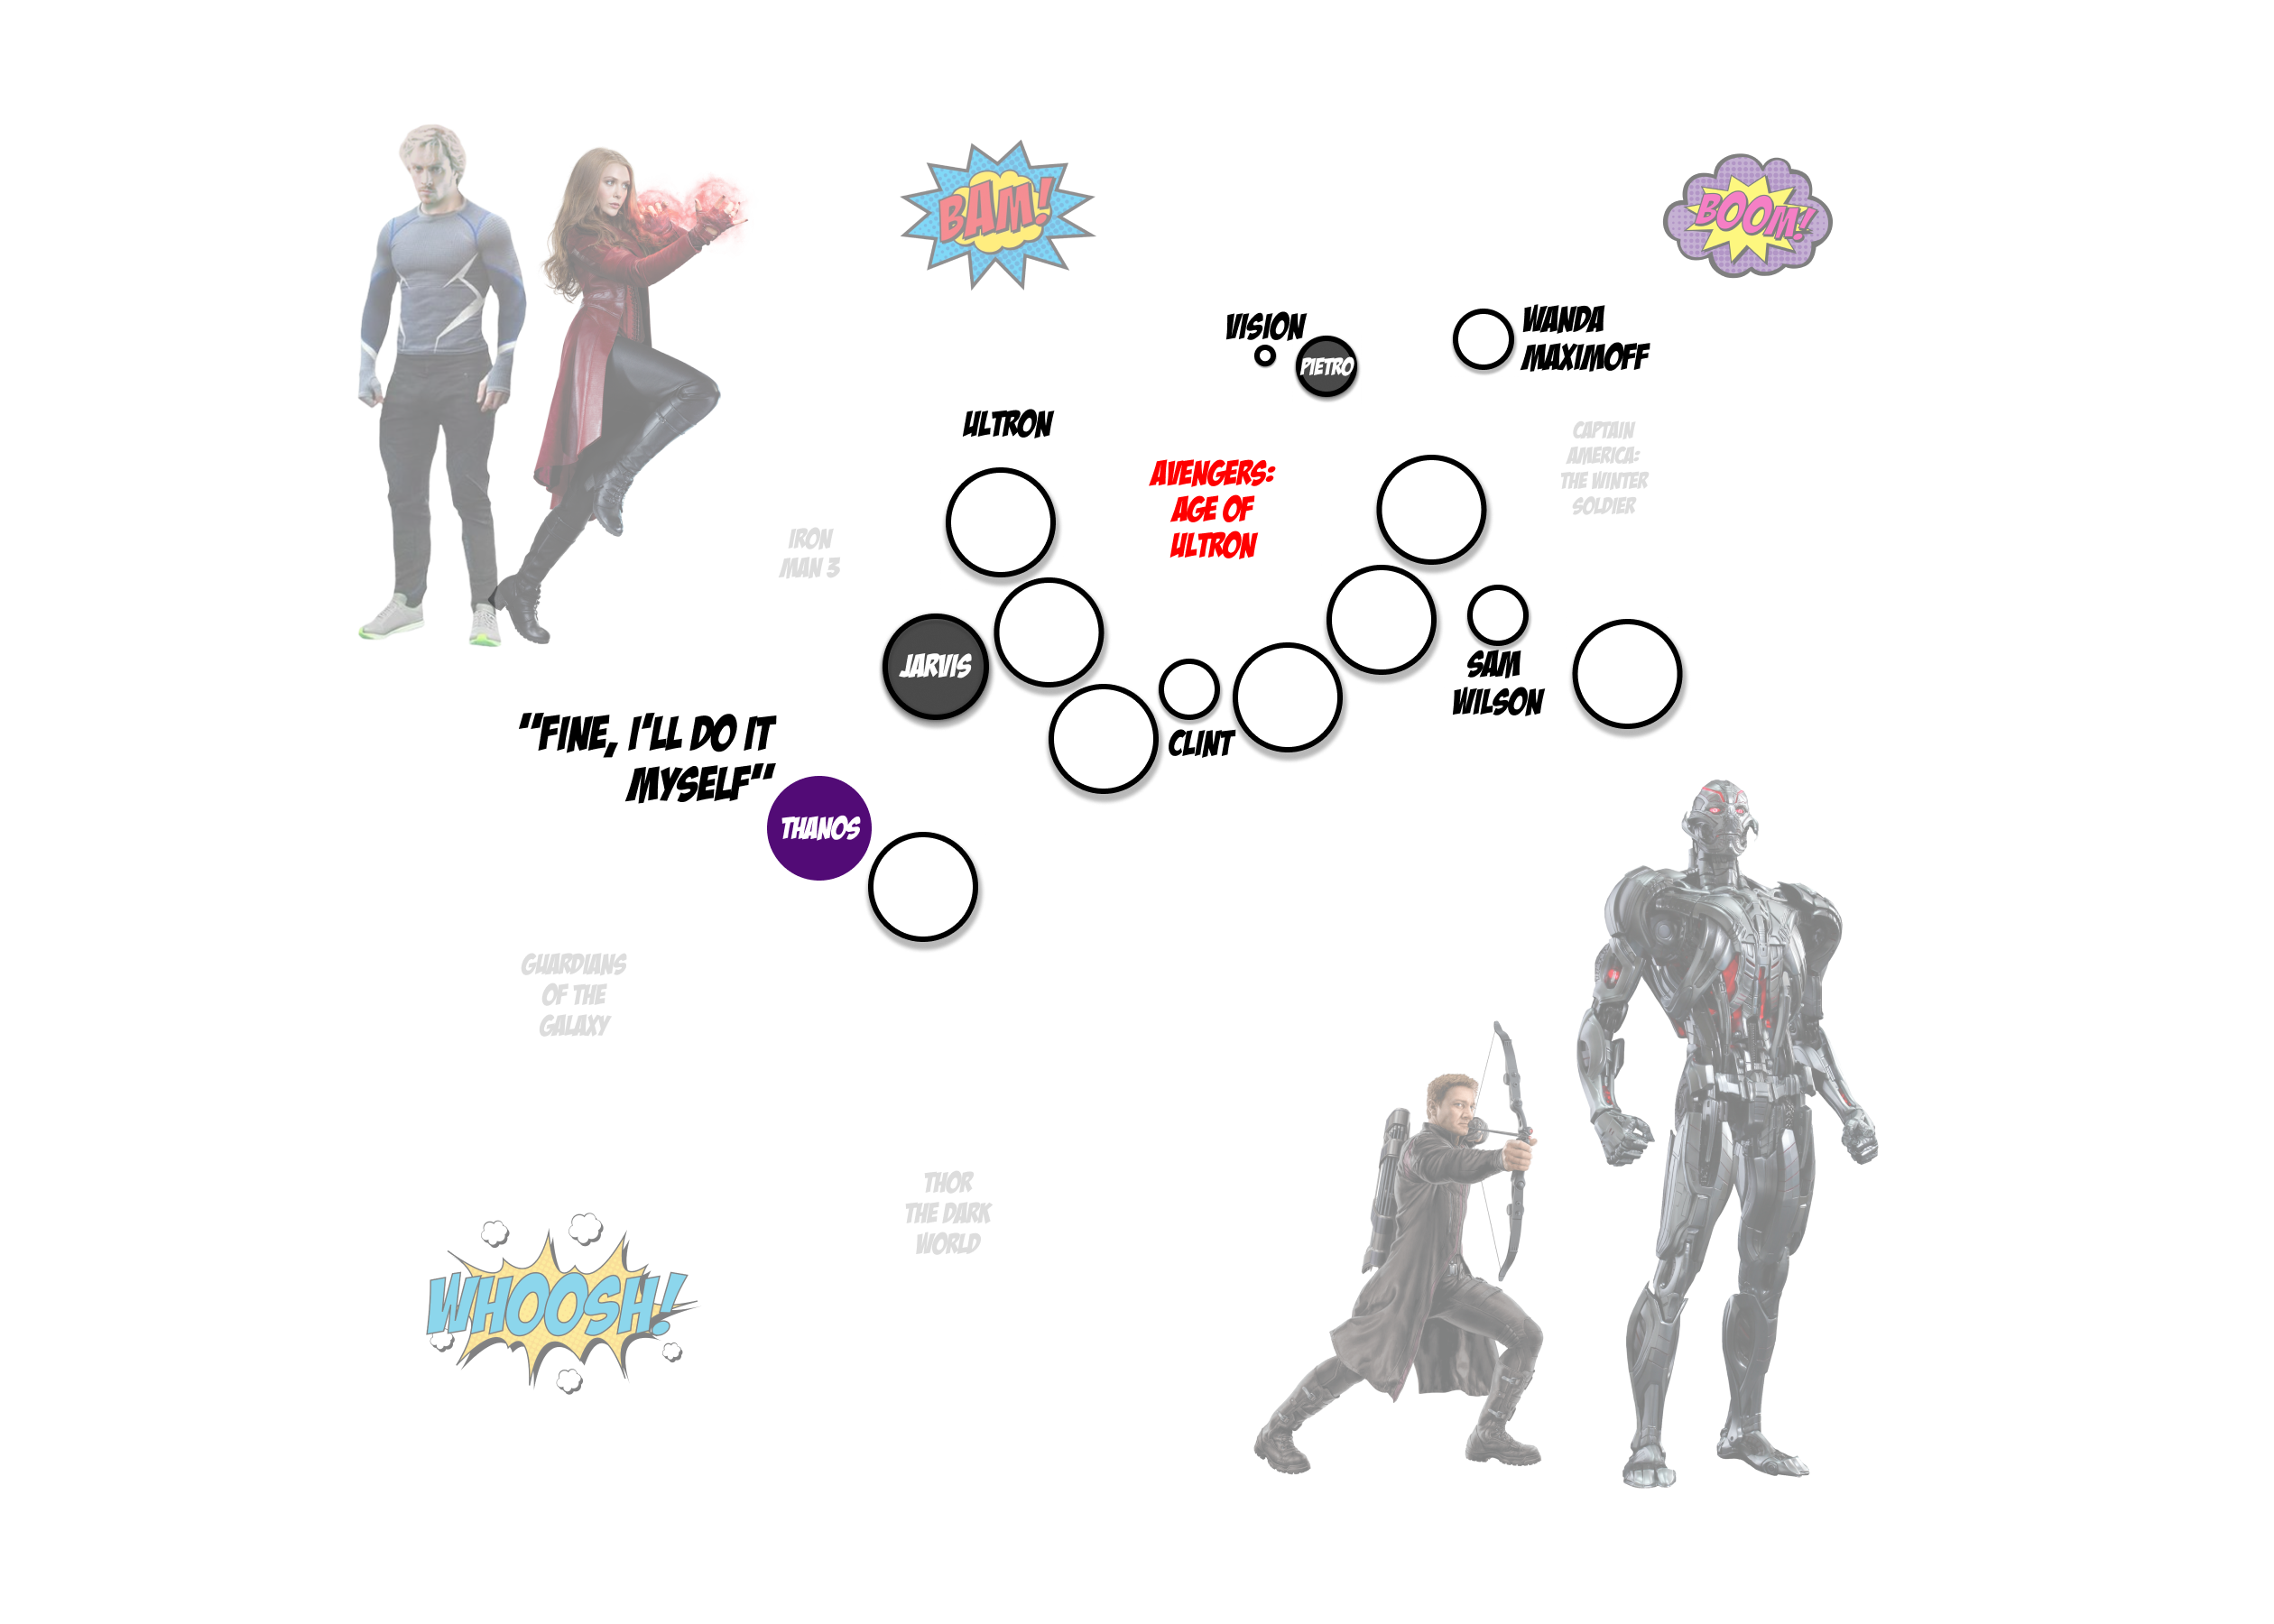 BAM!
BOOM!
VISION
PIETRO
WANDA
MAXIMOFF
ULTRON
AVENGERS:
AGE OF
ULTRON
CAPTAIN
AMERICA:
THE WINTER
SOLDIER
IRON
MAN 3
JARVIS
SAM
WILSON
CLINT
"FINE, I'LL DO IT
MYSELF"
THANOS
GUARDIANS
OF THE
GALAXY
THOR
THE DARK
WORLD
WHOOSH!